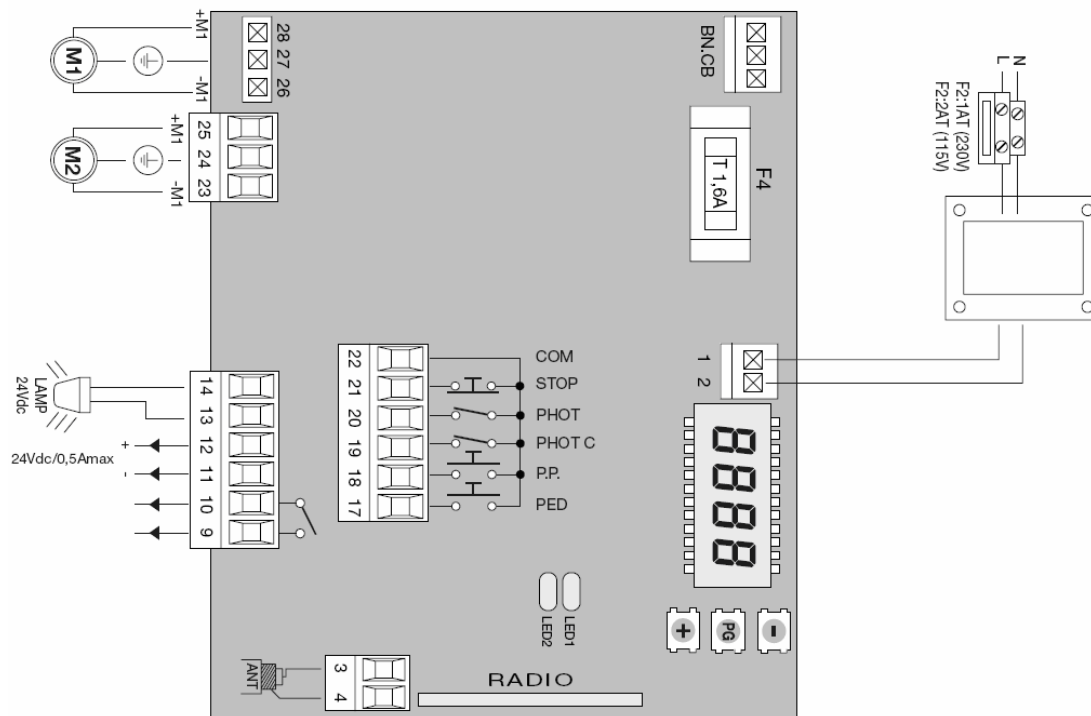 +M1
M1
-M1
28
27
26
+M1
M2
-M1
25
24
23
BN.CB
F4
T 1,6A
L N
F2:1AT (230V)
F2:2AT (115V)
LAMP
24Vdc
14
13
12
11
10
9
+
24Vdc/0,5Amax
-
22 COM
21 STOP
20 PHOT
19 PHOT C
18 P.P.
17 PED
1
2
8888
LED2 LED1
+ PG -
ANT
3
4
RADIO